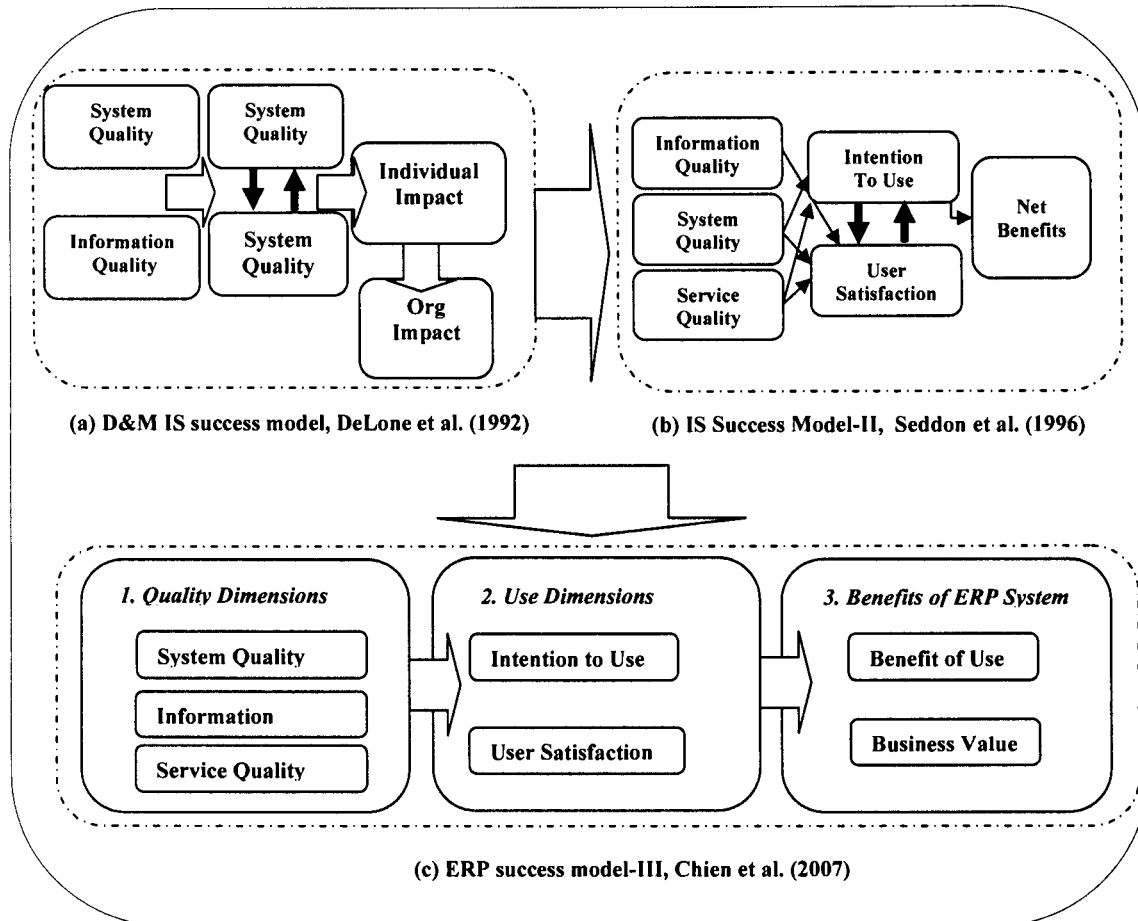 System
Quality
System
Quality
Information
Quality
System
Quality
Individual
Impact
Org
Impact
(a) D&M IS success model, DeLone et al. (1992)
Information
Quality
System
Quality
Service
Quality
Intention
To Use
User
Satisfaction
Net
Benefits
(b) IS Success Model-II, Seddon et al. (1996)
1. Quality Dimensions
System Quality
Information
Service Quality
2. Use Dimensions
Intention to Use
User Satisfaction
3. Benefits of ERP System
Benefit of Use
Business Value
(c) ERP success model-III, Chien et al. (2007)